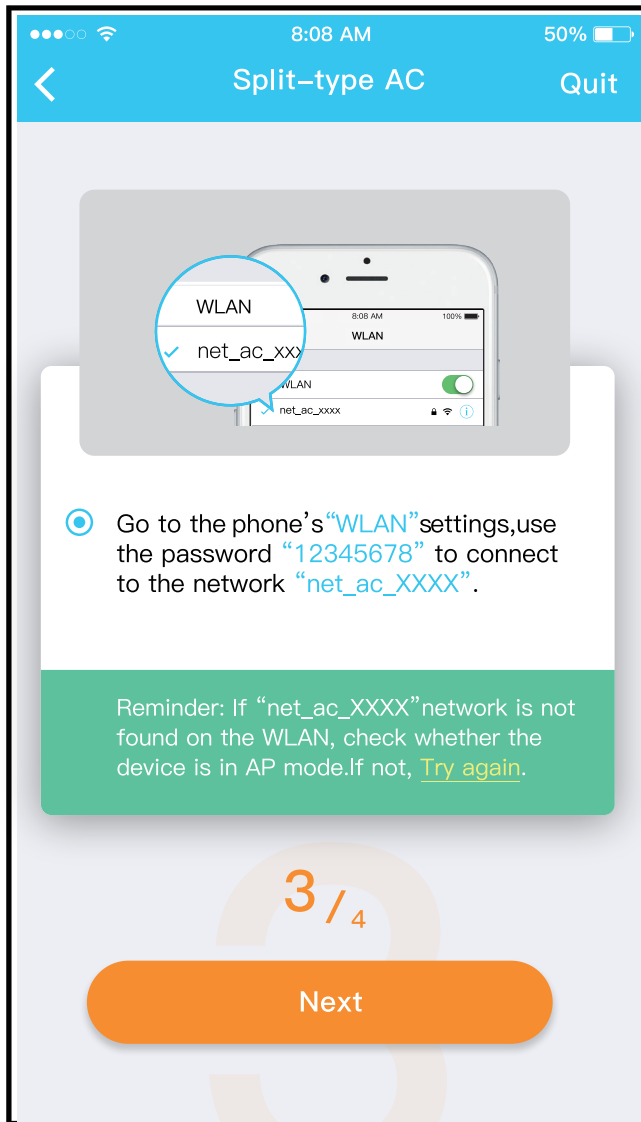 8:08 AM
50%
Split-type AC
Quit
8:08 AM
100%
WLAN
WLAN
net_ac_xxx
WLAN
net_ac_xxxx
Go to the phone's“WLAN”settings,use
the password “12345678” to connect
to the network “net_ac_XXXX”.
Reminder: If “net_ac_XXXX”network is not
found on the WLAN, check whether the
device is in AP mode.If not, Try again.
3/4
Next
3